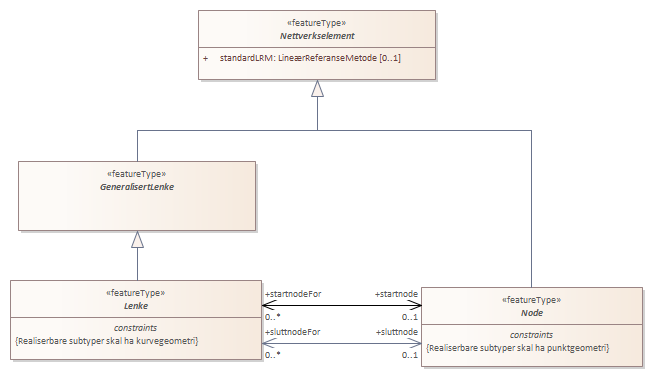 «featureType»
Nettverkselement
+ standardLRM: LineærReferanseMetode [0..1]
«featureType»
GeneralisertLenke
«featureType»
Lenke
constraints
{Realiserbare subtyper skal ha kurvegeometri}
+startnodeFor +startnode
0..* 0..1
+sluttnodeFor +sluttnode
0..* 0..1
«featureType»
Node
constraints
{Realiserbare subtyper skal ha punktgeometri}